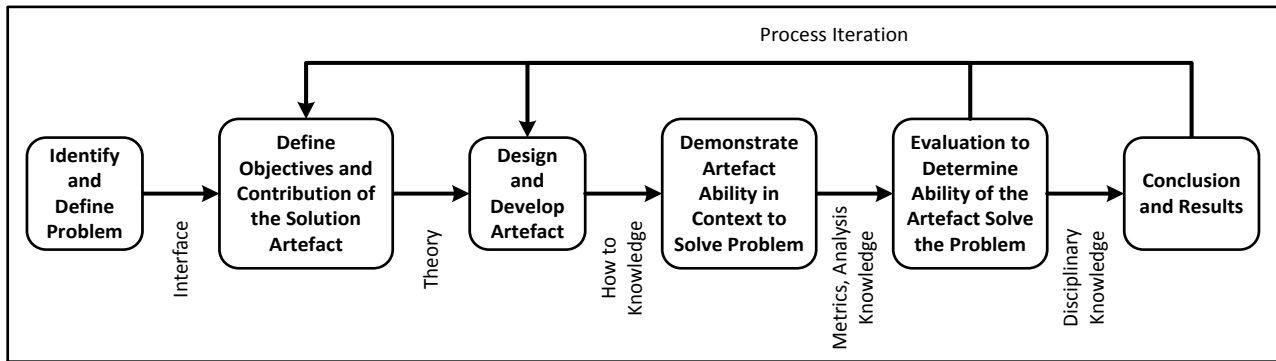 Process Iteration
Identify
and
Define
Problem
Interface
Define
Objectives and
Contribution of
the Solution
Artefact
Theory
Design
and
Develop
Artefact
How to
Knowledge
Demonstrate
Artefact
Ability in
Context to
Solve Problem
Metrics, Analysis
Knowledge
Evaluation to
Determine
Ability of the
Artefact Solve
the Problem
Disciplinary
Knowledge
Conclusion
and Results